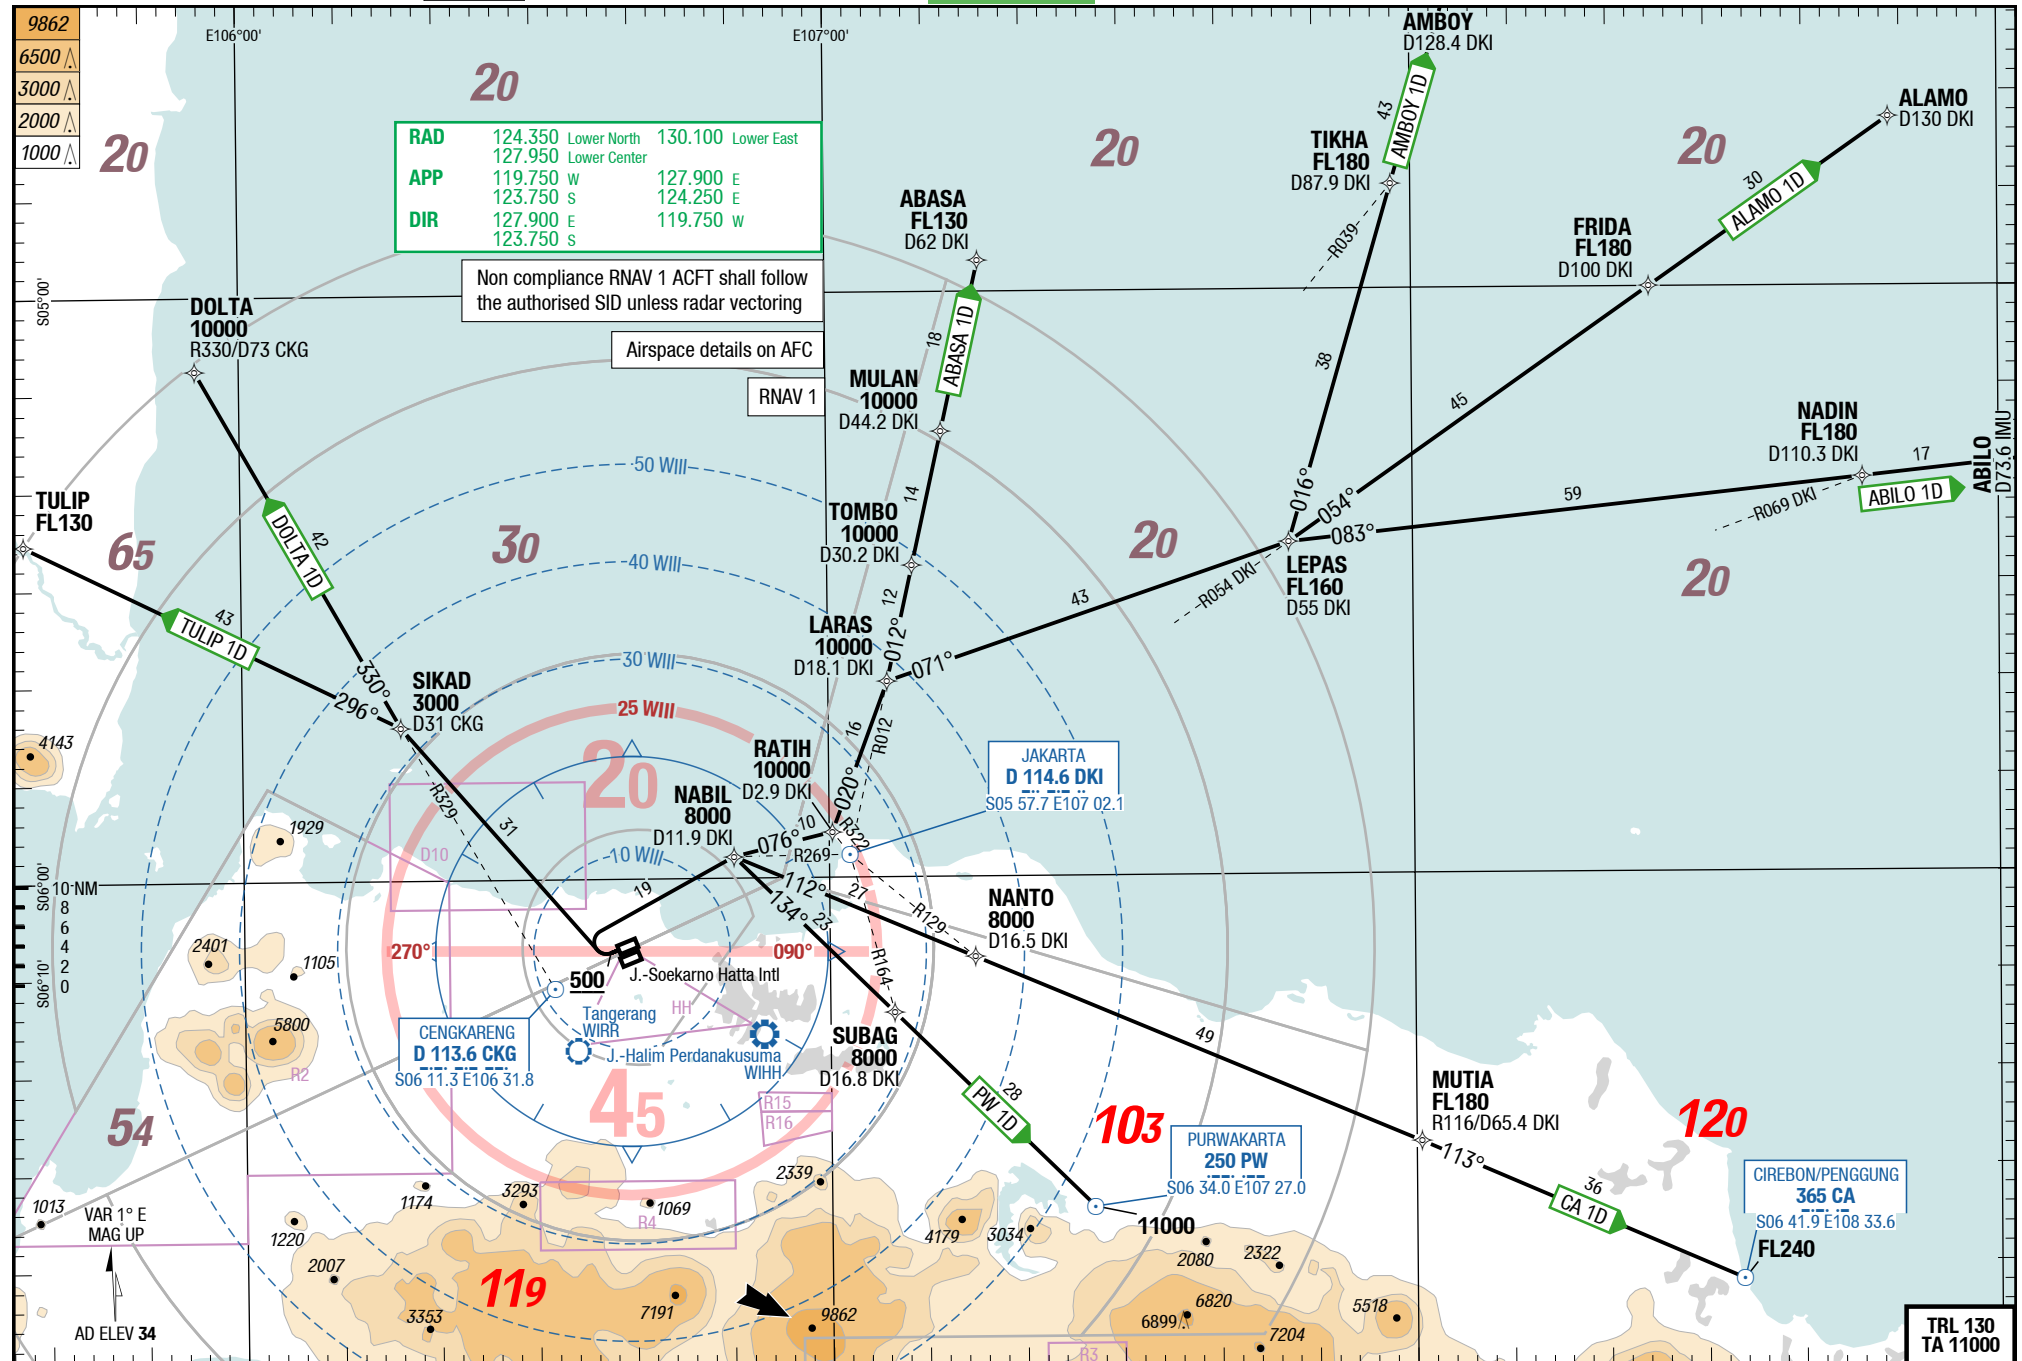 9862
6500
3000
2000
1000
E106°00'
E107°00'
20
20
20
20
30
65
20
20
54
RAD 124.350 Lower North 130.100 Lower East
127.950 Lower Center
APP 119.750 W 127.900 E
123.750 S 124.250 E
DIR 127.900 E 119.750 W
123.750 S
Non compliance RNAV 1 ACFT shall follow
the authorised SID unless radar vectoring
Airspace details on AFC
RNAV 1
AMBOY
D128.4 DKI
43
AMBOY 1D
TIKHA
FL180
D87.9 DKI
R039
38
016°
ALAMO
D130 DKI
30
ALAMO 1D
FRIDA
FL180
D100 DKI
45
054°
NADIN
FL180
D110.3 DKI
17
R069 DKI
ABILO 1D
ABILO
D73.6 IMU
59
083°
LEPAS
FL160
D55 DKI
R054 DKI
43
071°
ABASA
FL130
D62 DKI
18
ABASA 1D
MULAN
10000
D44.2 DKI
14
TOMBO
10000
D30.2 DKI
12
012°
LARAS
10000
D18.1 DKI
16
R012
020°
RATIH
10000
D2.9 DKI
10
076°
NABIL
8000
D11.9 DKI
R269
R322
19
S05°00'
DOLTA
10000
R330/D73 CKG
42
DOLTA 1D
330°
TULIP
FL130
43
TULIP 1D
296°
SIKAD
3000
D31 CKG
R329
31
50 WIII
40 WIII
30 WIII
25 WIII
10 WIII
20
45
270°
090°
JAKARTA
D 114.6 DKI
S05 57.7 E107 02.1
112°
27
134°
23
R129
R164
NANTO
8000
D16.5 DKI
49
SUBAG
8000
D16.8 DKI
28
PW 1D
MUTIA
FL180
R116/D65.4 DKI
113°
36
CA 1D
103
120
119
PURWAKARTA
250 PW
S06 34.0 E107 27.0
11000
CIREBON/PENGGUNG
365 CA
S06 41.9 E108 33.6
FL240
500
J.-Soekarno Hatta Intl
Tangerang
WIRR
HH
J.-Halim Perdanakusuma
WIHH
CENGKARENG
D 113.6 CKG
S06 11.3 E106 31.8
D10
R2
R15
R16
R4
R3
S06°00'
10 NM
8
6
4
2
0
S06°10'
4143
1929
2401
1105
5800
1013
1174
1220
2007
3353
3293
1069
7191
2339
9862
4179
3034
2080
2322
6820
6899
7204
5518
VAR 1° E
MAG UP
AD ELEV 34
TRL 130
TA 11000